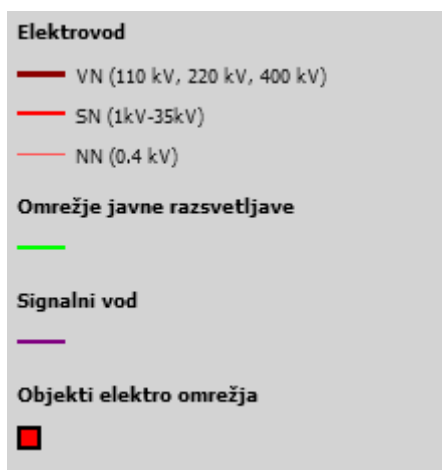 Elektrovod
VN (110 kV, 220 kV, 400 kV)
SN (1kV-35kV)
NN (0.4 kV)
Omrežje javne razsvetljave
Signalni vod
Objekti elektro omrežja